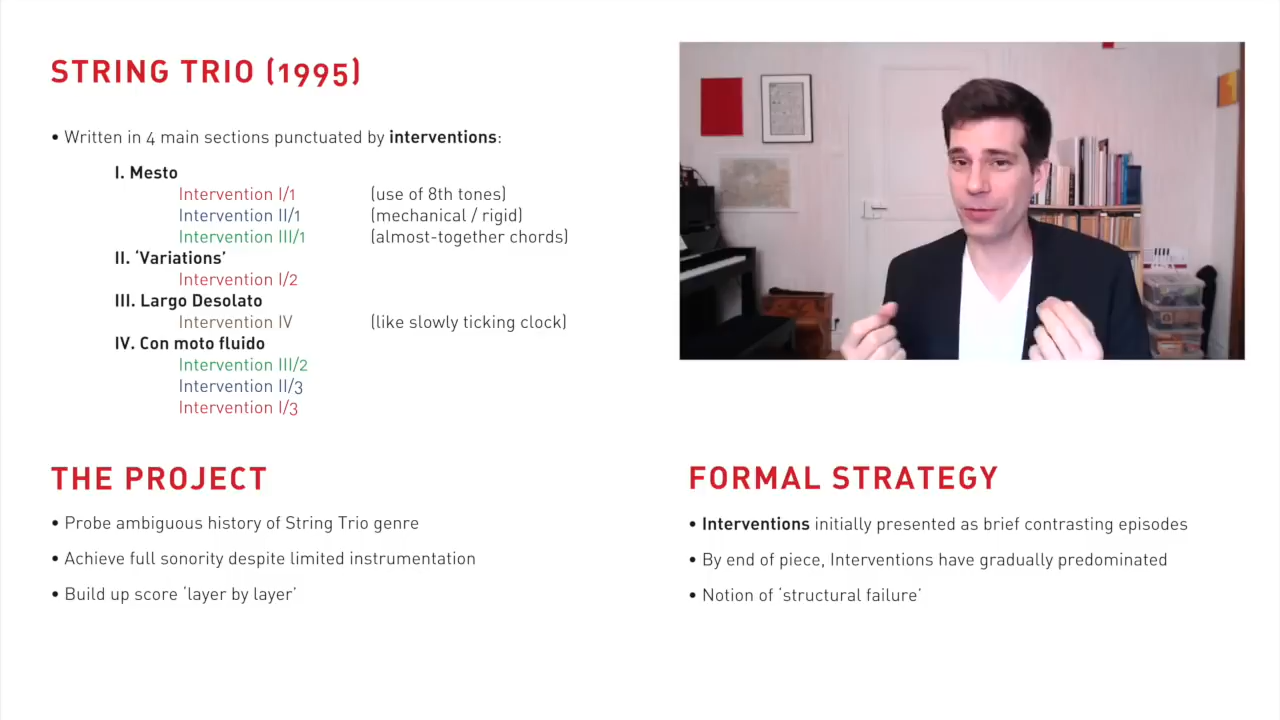 STRING TRIO (1995)
• Written in 4 main sections punctuated by interventions:
I. Mesto
Intervention I/1 (use of 8th tones)
Intervention II/1 (mechanical / rigid)
Intervention III/1 (almost-together chords)
II. ‘Variations’
Intervention I/2
III. Largo Desolato
Intervention IV (like slowly ticking clock)
IV. Con moto fluido
Intervention III/2
Intervention II/3
Intervention I/3
THE PROJECT
• Probe ambiguous history of String Trio genre
• Achieve full sonority despite limited instrumentation
• Build up score ‘layer by layer’
FORMAL STRATEGY
• Interventions initially presented as brief contrasting episodes
• By end of piece, Interventions have gradually predominated
• Notion of ‘structural failure’